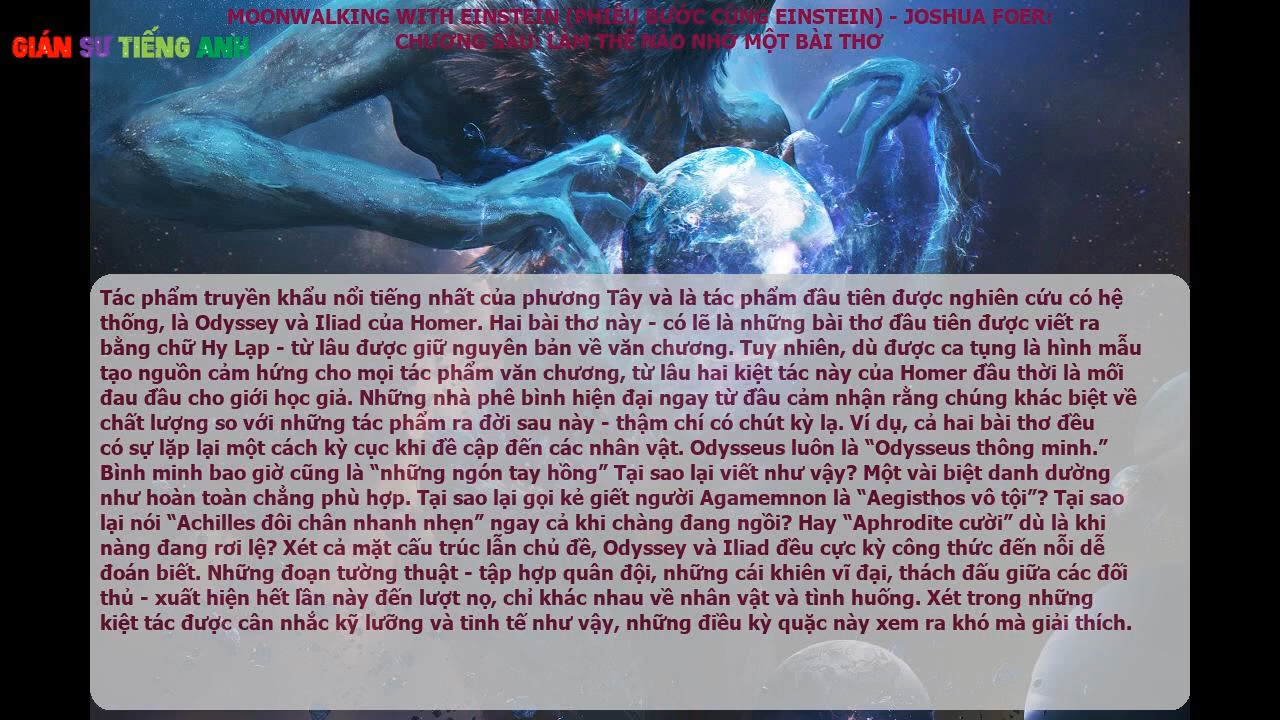 MOONWALKING WITH EINSTEIN (PHIÊU BƯỚC CÙNG EINSTEIN) - JOSHUA FOER:
CHƯƠNG SÁU: LÀM THẾ NÀO NHỚ MỘT BÀI THƠ
GIÁN SỨ TIẾNG ANH
Tác phẩm truyền khẩu nổi tiếng nhất của phương Tây và là tác phẩm đầu tiên được nghiên cứu có hệ
thống, là Odyssey và Iliad của Homer. Hai bài thơ này - có lẽ là những bài thơ đầu tiên được viết ra
bằng chữ Hy Lạp - từ lâu được giữ nguyên bản về văn chương. Tuy nhiên, dù được ca tụng là hình mẫu
tạo nguồn cảm hứng cho mọi tác phẩm văn chương, từ lâu hai kiệt tác này của Homer đầu thời là mối
đau đầu cho giới học giả. Những nhà phê bình hiện đại ngay từ đầu cảm nhận rằng chúng khác biệt về
chất lượng so với những tác phẩm ra đời sau này - thậm chí có chút kỳ lạ. Ví dụ, cả hai bài thơ đều
có sự lặp lại một cách kỳ cục khi đề cập đến các nhân vật. Odysseus luôn là “Odysseus thông minh.”
Bình minh bao giờ cũng là “những ngón tay hồng” Tại sao lại viết như vậy? Một vài biệt danh dường
như hoàn toàn chẳng phù hợp. Tại sao lại gọi kẻ giết người Agamemnon là “Aegisthos vô tội”? Tại sao
lại nói “Achilles đôi chân nhanh nhẹn” ngay cả khi chàng đang ngồi? Hay “Aphrodite cười” dù là khi
nàng đang rơi lệ? Xét cả mặt cấu trúc lẫn chủ đề, Odyssey và Iliad đều cực kỳ công thức đến nỗi dễ
đoán biết. Những đoạn tường thuật - tập hợp quân đội, những cái khiên vĩ đại, thách đấu giữa các đối
thủ - xuất hiện hết lần này đến lượt nọ, chỉ khác nhau về nhân vật và tình huống. Xét trong những
kiệt tác được cân nhắc kỹ lưỡng và tinh tế như vậy, những điều kỳ quặc này xem ra khó mà giải thích.